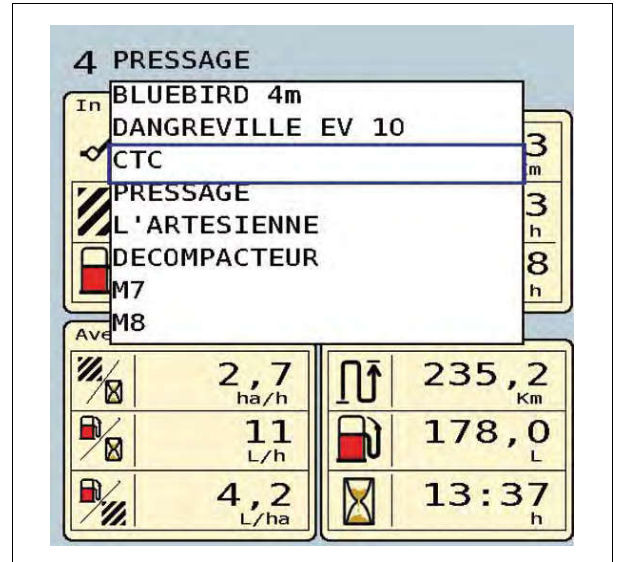 4 PRESSAGE
In
BLUEBIRD 4m
DANGREVILLE EV 10
CTC
PRESSAGE
L'ARTESIENNE
DECOMPACTEUR
M7
M8
3
m
3
h
8
h
Ave
2,7
ha/h
235,2
Km
11
L/h
178,0
L
4,2
L/ha
13:37
h